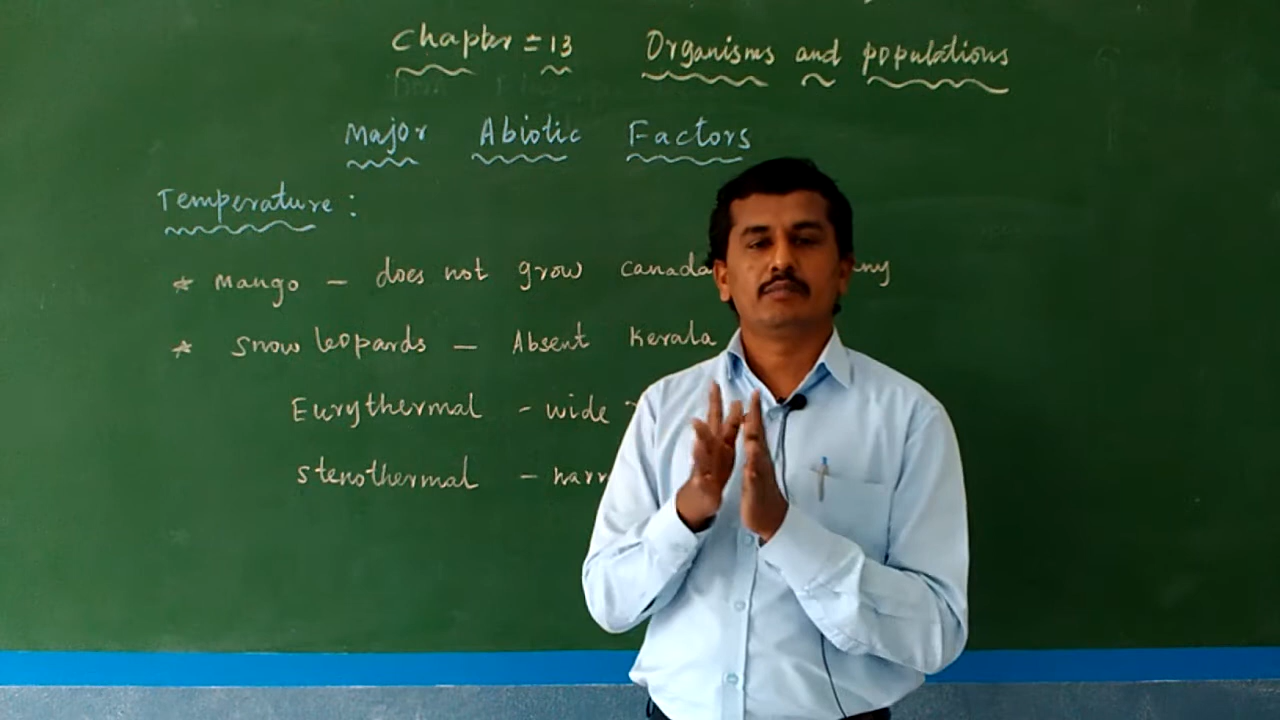 Chapter = 13 Organisms and populations
Major Abiotic Factors
Temperature :
* Mango - does not grow canada
* Snow leopards - Absent Kerala
Eurythermal - wide
Stenothermal -